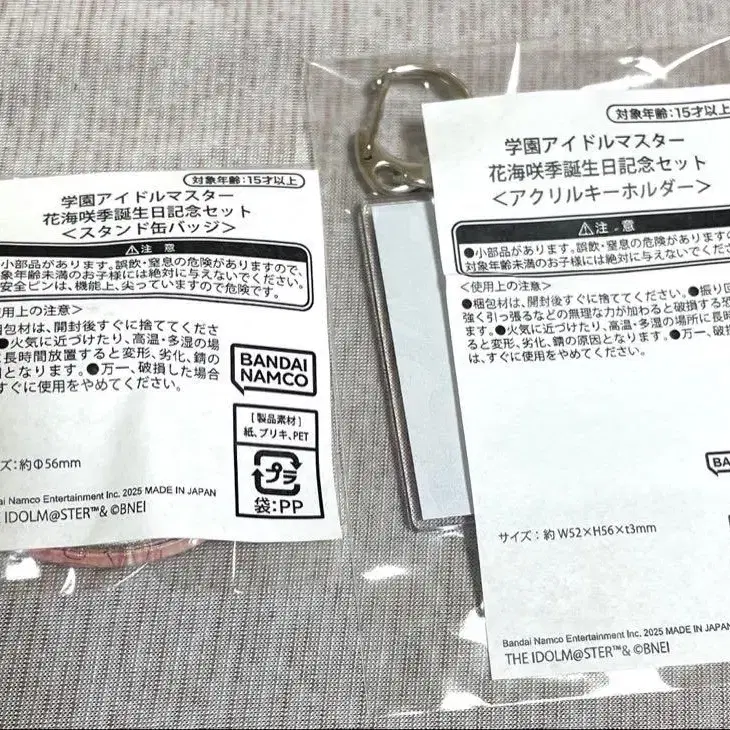 対象年齢:15才以上
学園アイドルマスター
花海咲季誕生日記念セット
<スタンド缶バッジ>
⚠注 意
小部品があります。誤飲・窒息の危険がありますので、
象年齢未満のお子様には絶対に与えないでください。
安全ピンは、機能上、尖っていますので危険です。
用上の注意>
包材は、開封後すぐに捨ててくださ
●火気に近づけたり、高温・多湿の場
長時間放置すると変形、劣化、錆の
となります。●万一、破損した場合
すぐに使用をやめてください。
BANDAI
NAMCO
[製品素材]
紙、ブリキ、PET
プラ
袋:PP
ズ:約Φ56mm
dai Namco Entertainment Inc. 2025 MADE IN JAPAN
THE IDOLM@STER™& ©BNEI
対象年齢:15才以上
学園アイドルマスター
花海咲季誕生日記念セット
<アクリルキーホルダー>
⚠注 意
●小部品があります。誤飲・窒息の危険がありますの
対象年齢未満のお子様には絶対に与えないでくださ
<使用上の注意>
●梱包材は、開封後すぐに捨ててください。●振り回
強く引っ張るなどの無理な力が加わると破損する恐
ます。●火気に近づけたり、高温・多湿の場所に長時
と変形、劣化、錆の原因となります。●万一、破損
は、すぐに使用をやめてください。
BA
サイズ:約 W52×H56×t3mm
Bandai Namco Entertainment Inc. 2025 MADE IN JAPAN
THE IDOLM@STER™& ©BNEI